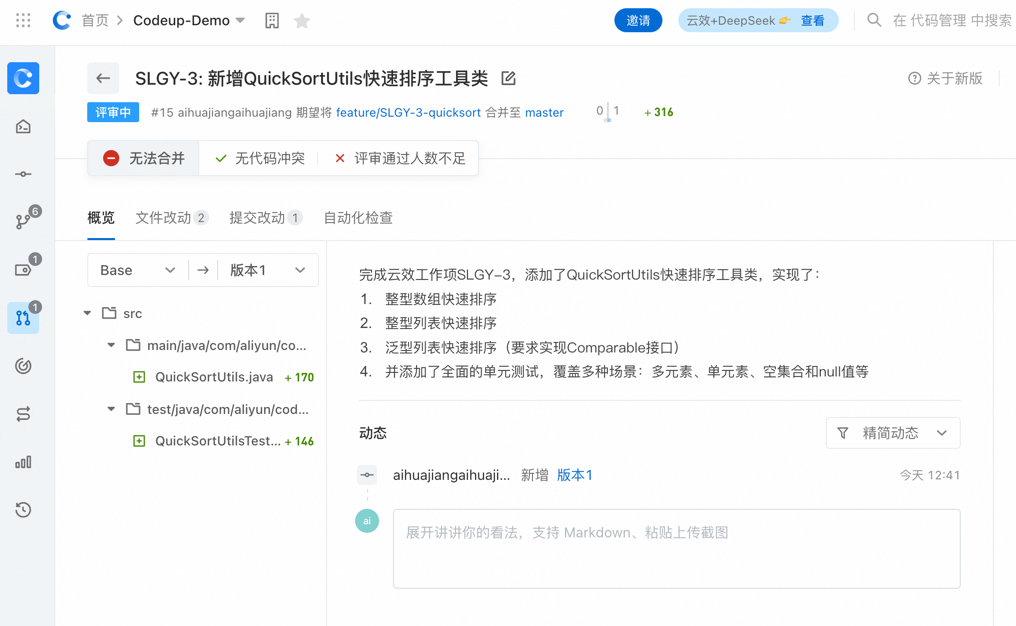 首页 Codeup-Demo 邀请 云效+DeepSeek👉 查看 在 代码管理 中搜索
SLGY-3: 新增QuickSortUtils快速排序工具类 关于新版
评审中 #15 aihuajiangaihuajiang 期望将 feature/SLGY-3-quicksort 合并至 master 0 1 +316
无法合并 无代码冲突 评审通过人数不足
概览 文件改动 2 提交改动 1 自动化检查
6
1
1
Base → 版本1
src
main/java/com/aliyun/co...
QuickSortUtils.java +170
test/java/com/aliyun/cod...
QuickSortUtilsTest... +146
完成云效工作项SLGY-3，添加了QuickSortUtils快速排序工具类，实现了：
1. 整型数组快速排序
2. 整型列表快速排序
3. 泛型列表快速排序（要求实现Comparable接口）
4. 并添加了全面的单元测试，覆盖多种场景：多元素、单元素、空集合和null值等
动态 精简动态
aihuajiangaihuaji... 新增 版本1 今天 12:41
ai
展开讲讲你的看法，支持 Markdown、粘贴上传截图